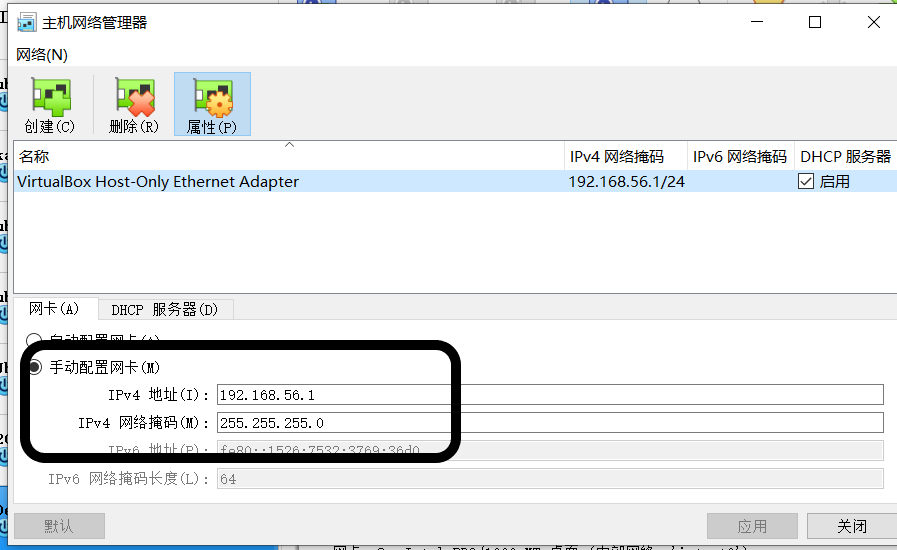 主机网络管理器
网络(N)
创建(C) 删除(R) 属性(P)
名称 IPv4 网络掩码 IPv6 网络掩码 DHCP 服务器
VirtualBox Host-Only Ethernet Adapter 192.168.56.1/24 启用
网卡(A) DHCP 服务器(D)
自动配置网卡(A)
手动配置网卡(M)
IPv4 地址(I): 192.168.56.1
IPv4 网络掩码(M): 255.255.255.0
IPv6 地址(P): fe80::1526:7532:3769:36d0
IPv6 网络掩码长度(L): 64
默认 应用 关闭